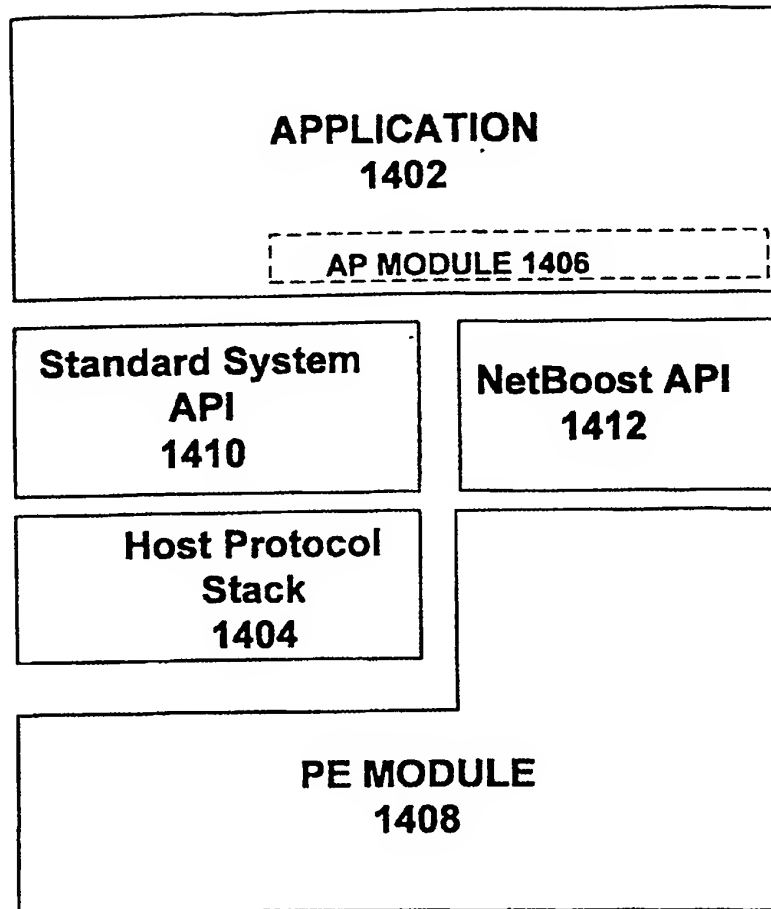 APPLICATION
1402
AP MODULE 1406
Standard System
API
1410
NetBoost API
1412
Host Protocol
Stack
1404
PE MODULE
1408